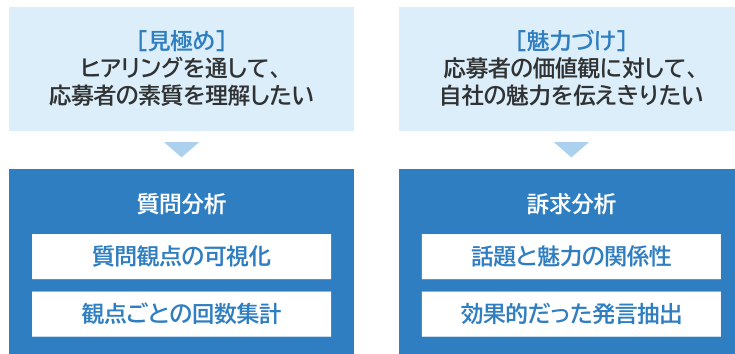 ［見極め］
ヒアリングを通して、
応募者の素質を理解したい
質問分析
質問観点の可視化
観点ごとの回数集計
［魅力づけ］
応募者の価値観に対して、
自社の魅力を伝えきりたい
訴求分析
話題と魅力の関係性
効果的だった発言抽出